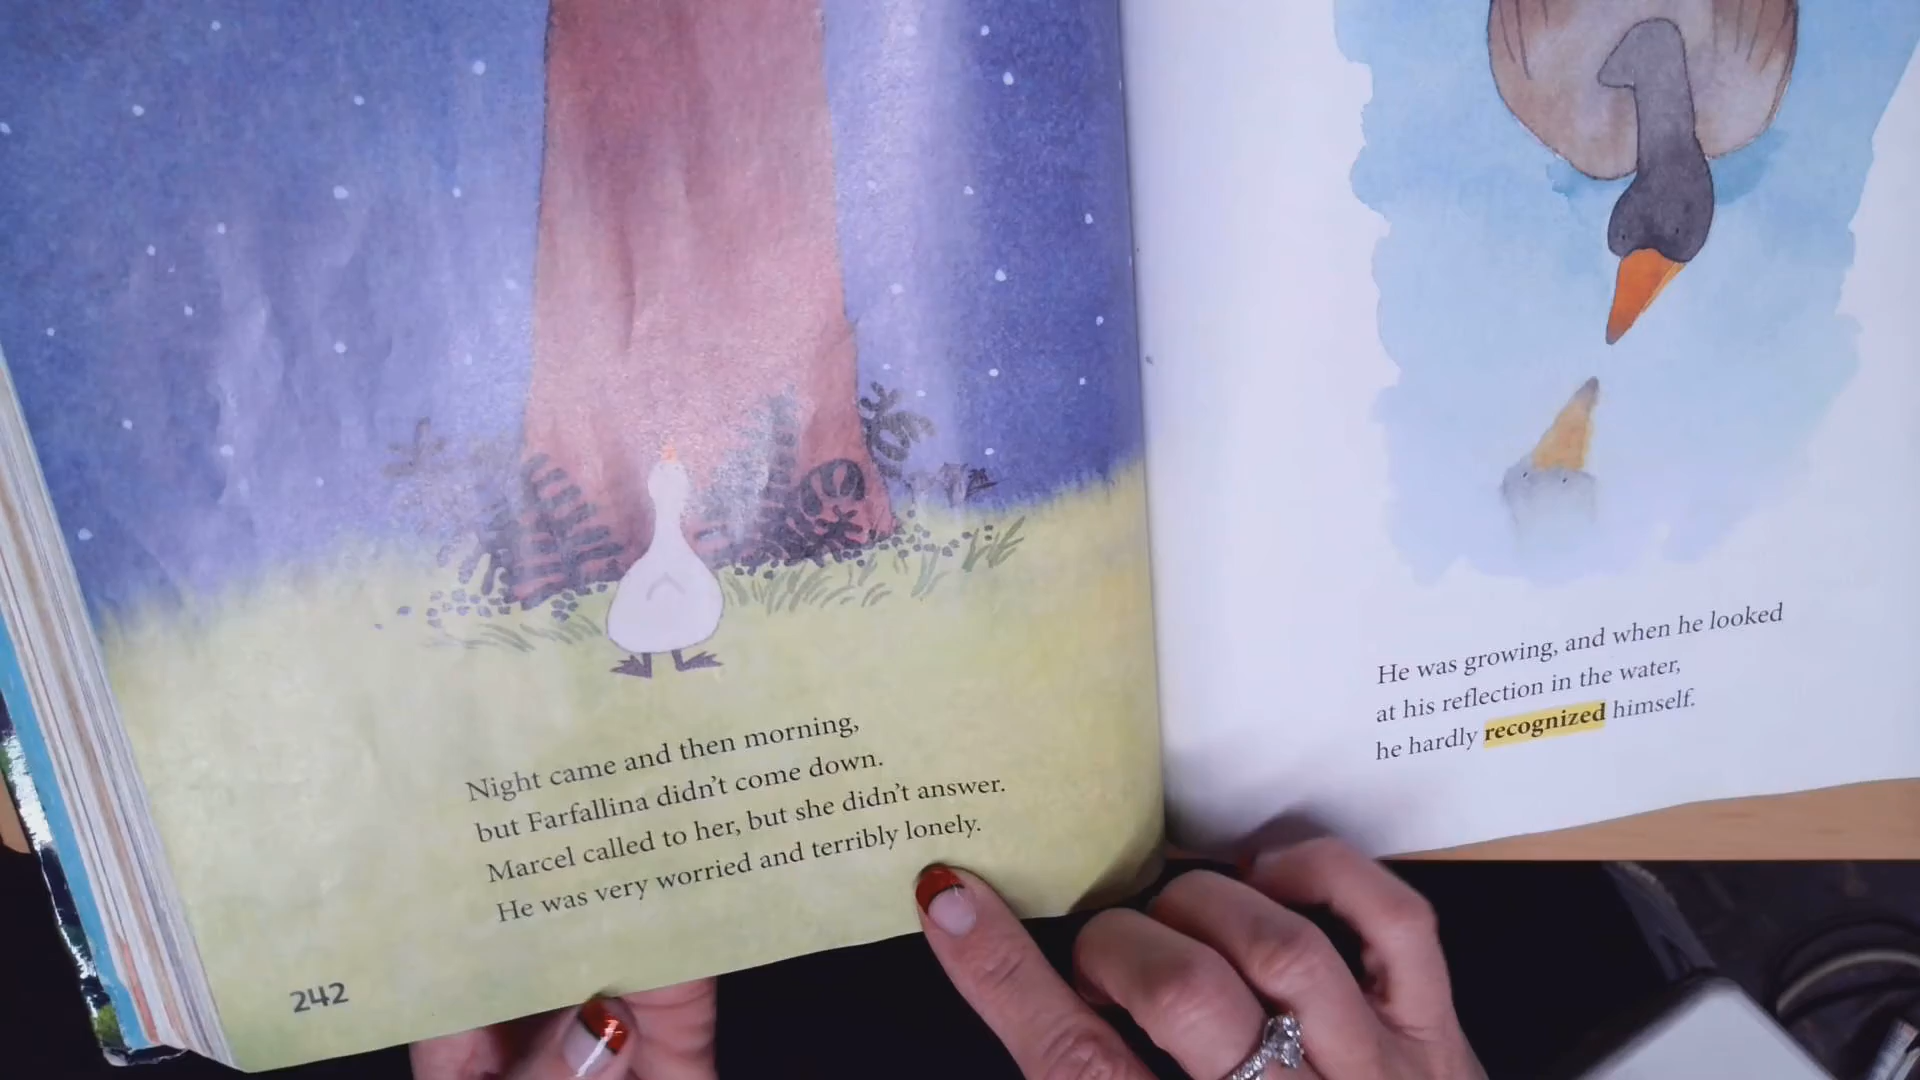 Night came and then morning,
but Farfallina didn't come down.
Marcel called to her, but she didn't answer.
He was very worried and terribly lonely.
242
He was growing, and when he looked
at his reflection in the water,
he hardly recognized himself.